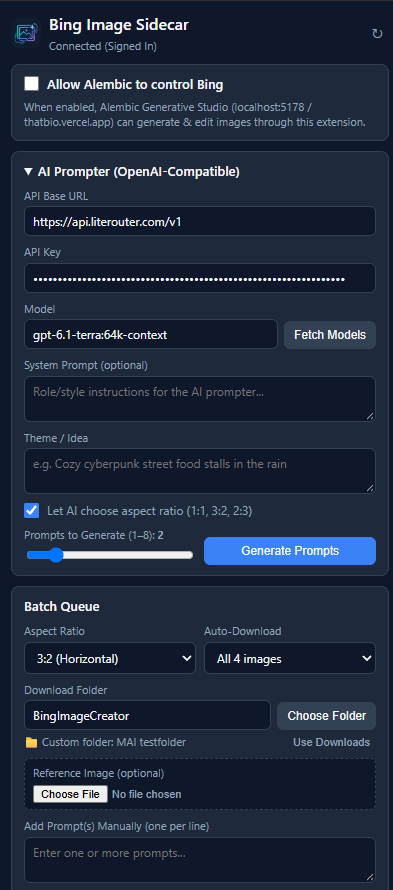 Bing Image Sidecar
Connected (Signed In)
↻
Allow Alembic to control Bing
When enabled, Alembic Generative Studio (localhost:5178 /
thatbio.vercel.app) can generate & edit images through this extension.
▼ AI Prompter (OpenAI-Compatible)
API Base URL
https://api.literouter.com/v1
API Key
••••••••••••••••••••••••••••••••••••••••••••••••••••••••••••••••
Model
gpt-6.1-terra:64k-context
Fetch Models
System Prompt (optional)
Role/style instructions for the AI prompter...
Theme / Idea
e.g. Cozy cyberpunk street food stalls in the rain
Let AI choose aspect ratio (1:1, 3:2, 2:3)
Prompts to Generate (1–8): 2
Generate Prompts
Batch Queue
Aspect Ratio
Auto-Download
3:2 (Horizontal)
All 4 images
Download Folder
BingImageCreator
Choose Folder
📁 Custom folder: MAI testfolder
Use Downloads
Reference Image (optional)
Choose File
No file chosen
Add Prompt(s) Manually (one per line)
Enter one or more prompts...